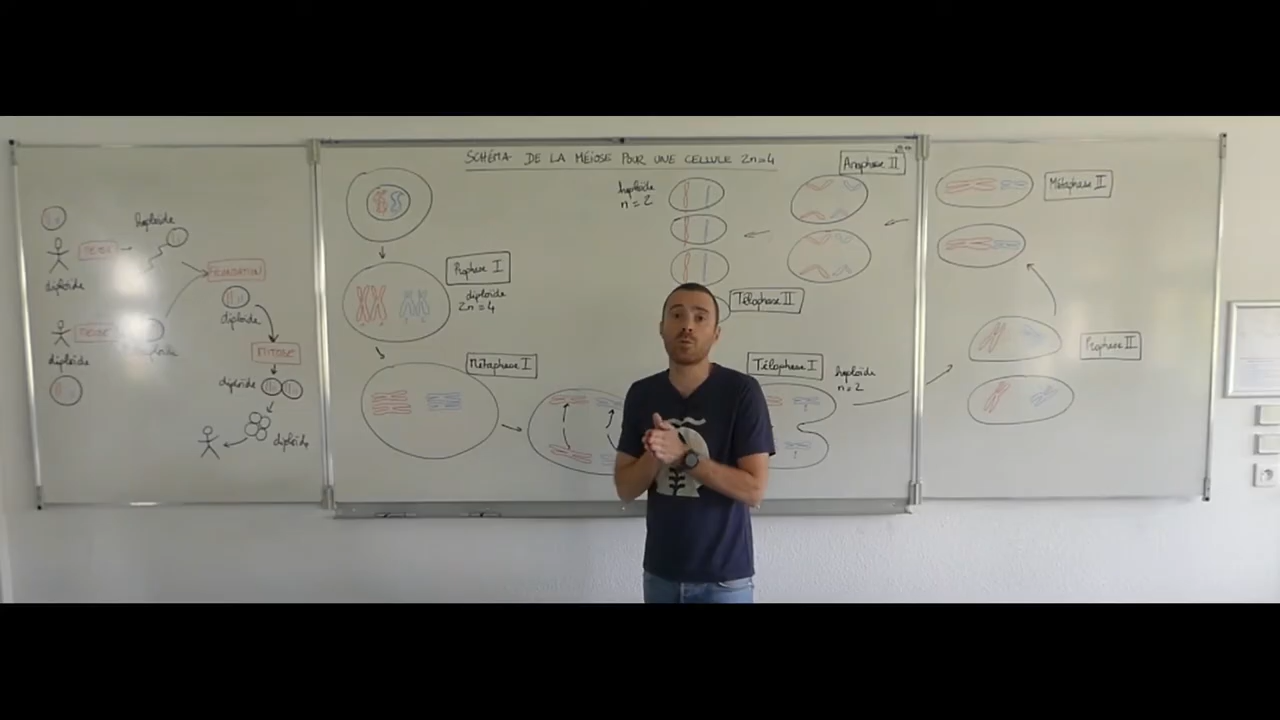 SCHÉMA DE LA MÉIOSE POUR UNE CELLULE 2n=4
haploïde
diploïde
MÉIOSE
FÉCONDATION
diploïde
diploïde
MITOSE
diploïde
diploïde
Prophase I
diploïde
2n=4
Métaphase I
Télophase I
haploïde
n=2
Prophase II
Métaphase II
Anaphase II
haploïde
n=2
Télophase II